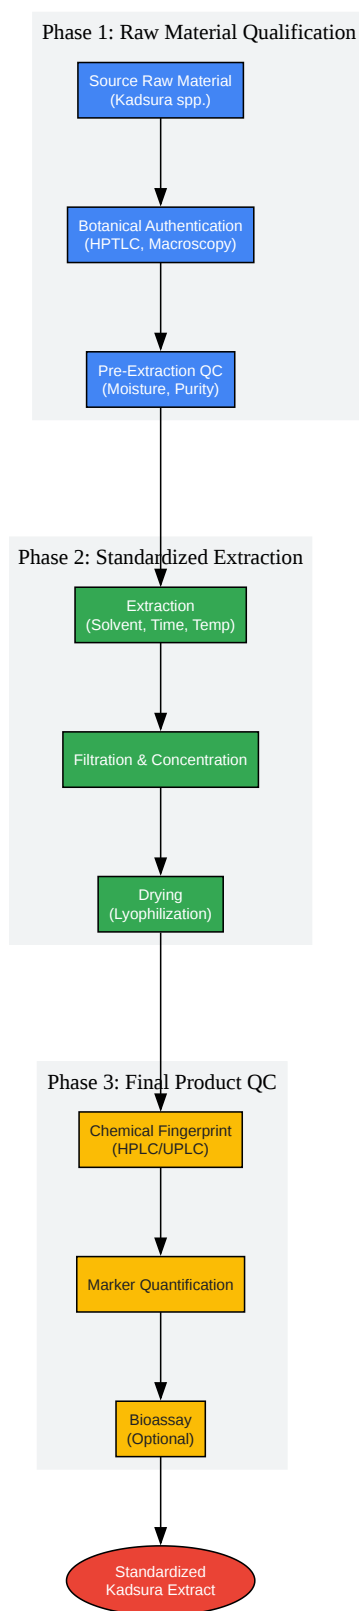 Phase 1: Raw Material Qualification
Source Raw Material
(Kadsura spp.)
Botanical Authentication
(HPTLC, Macroscopy)
Pre-Extraction QC
(Moisture, Purity)
Phase 2: Standardized Extraction
Extraction
(Solvent, Time, Temp)
Filtration & Concentration
Drying
(Lyophilization)
Phase 3: Final Product QC
Chemical Fingerprint
(HPLC/UPLC)
Marker Quantification
Bioassay
(Optional)
Standardized
Kadsura Extract